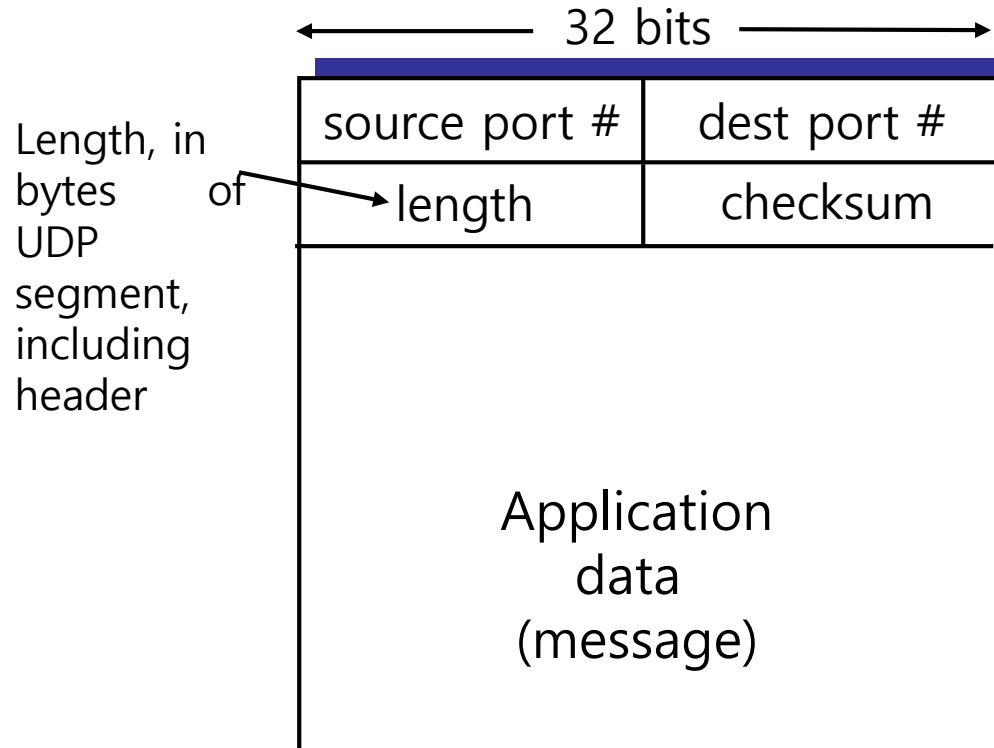 32 bits
source port #
dest port #
Length, in
bytes of
UDP
segment,
including
header
length
checksum
Application
data
(message)